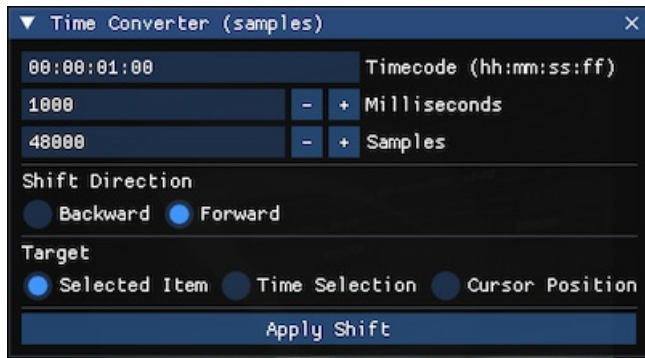 Time Converter (samples)
00:00:01:00 Timecode (hh:mm:ss:ff)
1000 - + Milliseconds
48000 - + Samples
Shift Direction
Backward Forward
Target
Selected Item Time Selection Cursor Position
Apply Shift